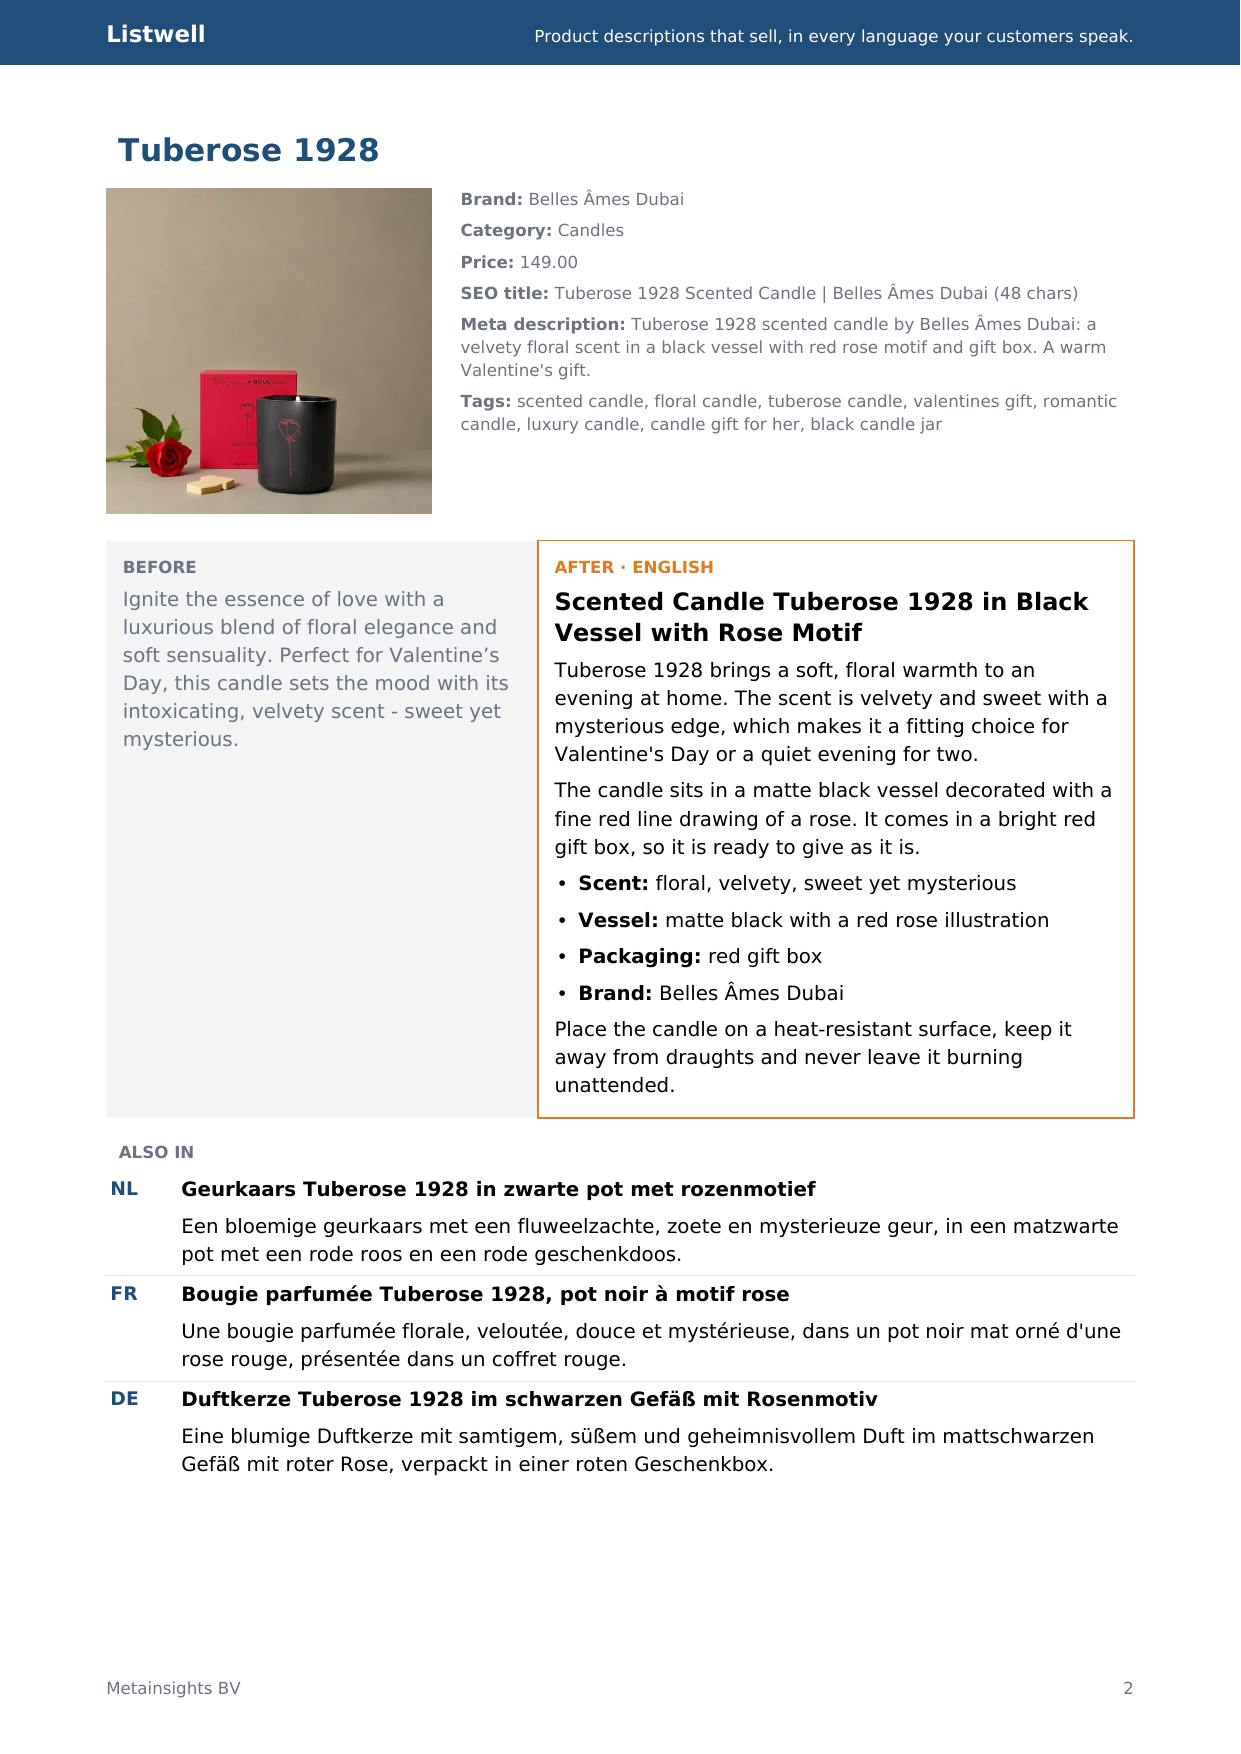 Listwell
Product descriptions that sell, in every language your customers speak.
Tuberose 1928
Brand: Belles Âmes Dubai
Category: Candles
Price: 149.00
SEO title: Tuberose 1928 Scented Candle | Belles Âmes Dubai (48 chars)
Meta description: Tuberose 1928 scented candle by Belles Âmes Dubai: a
velvety floral scent in a black vessel with red rose motif and gift box. A warm
Valentine's gift.
Tags: scented candle, floral candle, tuberose candle, valentines gift, romantic
candle, luxury candle, candle gift for her, black candle jar
BEFORE
Ignite the essence of love with a
luxurious blend of floral elegance and
soft sensuality. Perfect for Valentine’s
Day, this candle sets the mood with its
intoxicating, velvety scent - sweet yet
mysterious.
AFTER · ENGLISH
Scented Candle Tuberose 1928 in Black
Vessel with Rose Motif
Tuberose 1928 brings a soft, floral warmth to an
evening at home. The scent is velvety and sweet with a
mysterious edge, which makes it a fitting choice for
Valentine's Day or a quiet evening for two.
The candle sits in a matte black vessel decorated with a
fine red line drawing of a rose. It comes in a bright red
gift box, so it is ready to give as it is.
• Scent: floral, velvety, sweet yet mysterious
• Vessel: matte black with a red rose illustration
• Packaging: red gift box
• Brand: Belles Âmes Dubai
Place the candle on a heat-resistant surface, keep it
away from draughts and never leave it burning
unattended.
ALSO IN
NL Geurkaars Tuberose 1928 in zwarte pot met rozenmotief
Een bloemige geurkaars met een fluweelzachte, zoete en mysterieuze geur, in een matzwarte
pot met een rode roos en een rode geschenkdoos.
FR Bougie parfumée Tuberose 1928, pot noir à motif rose
Une bougie parfumée florale, veloutée, douce et mystérieuse, dans un pot noir mat orné d'une
rose rouge, présentée dans un coffret rouge.
DE Duftkerze Tuberose 1928 im schwarzen Gefäß mit Rosenmotiv
Eine blumige Duftkerze mit samtigem, süßem und geheimnisvollem Duft im mattschwarzen
Gefäß mit roter Rose, verpackt in einer roten Geschenkbox.
Metainsights BV
2